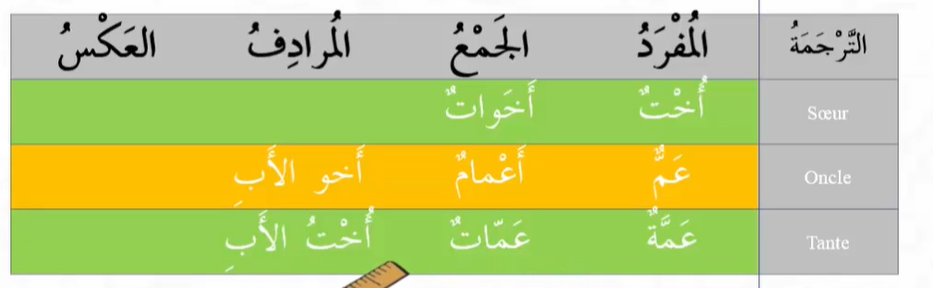 التَّرْجَمَةُ المُفْرَدُ الجَمْعُ المُرادِفُ العَكْسُ
Sœur أُخْتٌ أَخَواتٌ
Oncle عَمٌّ أَعْمامٌ أَخو الأَبِ
Tante عَمَّةٌ عَمّاتٌ أُخْتُ الأَبِ